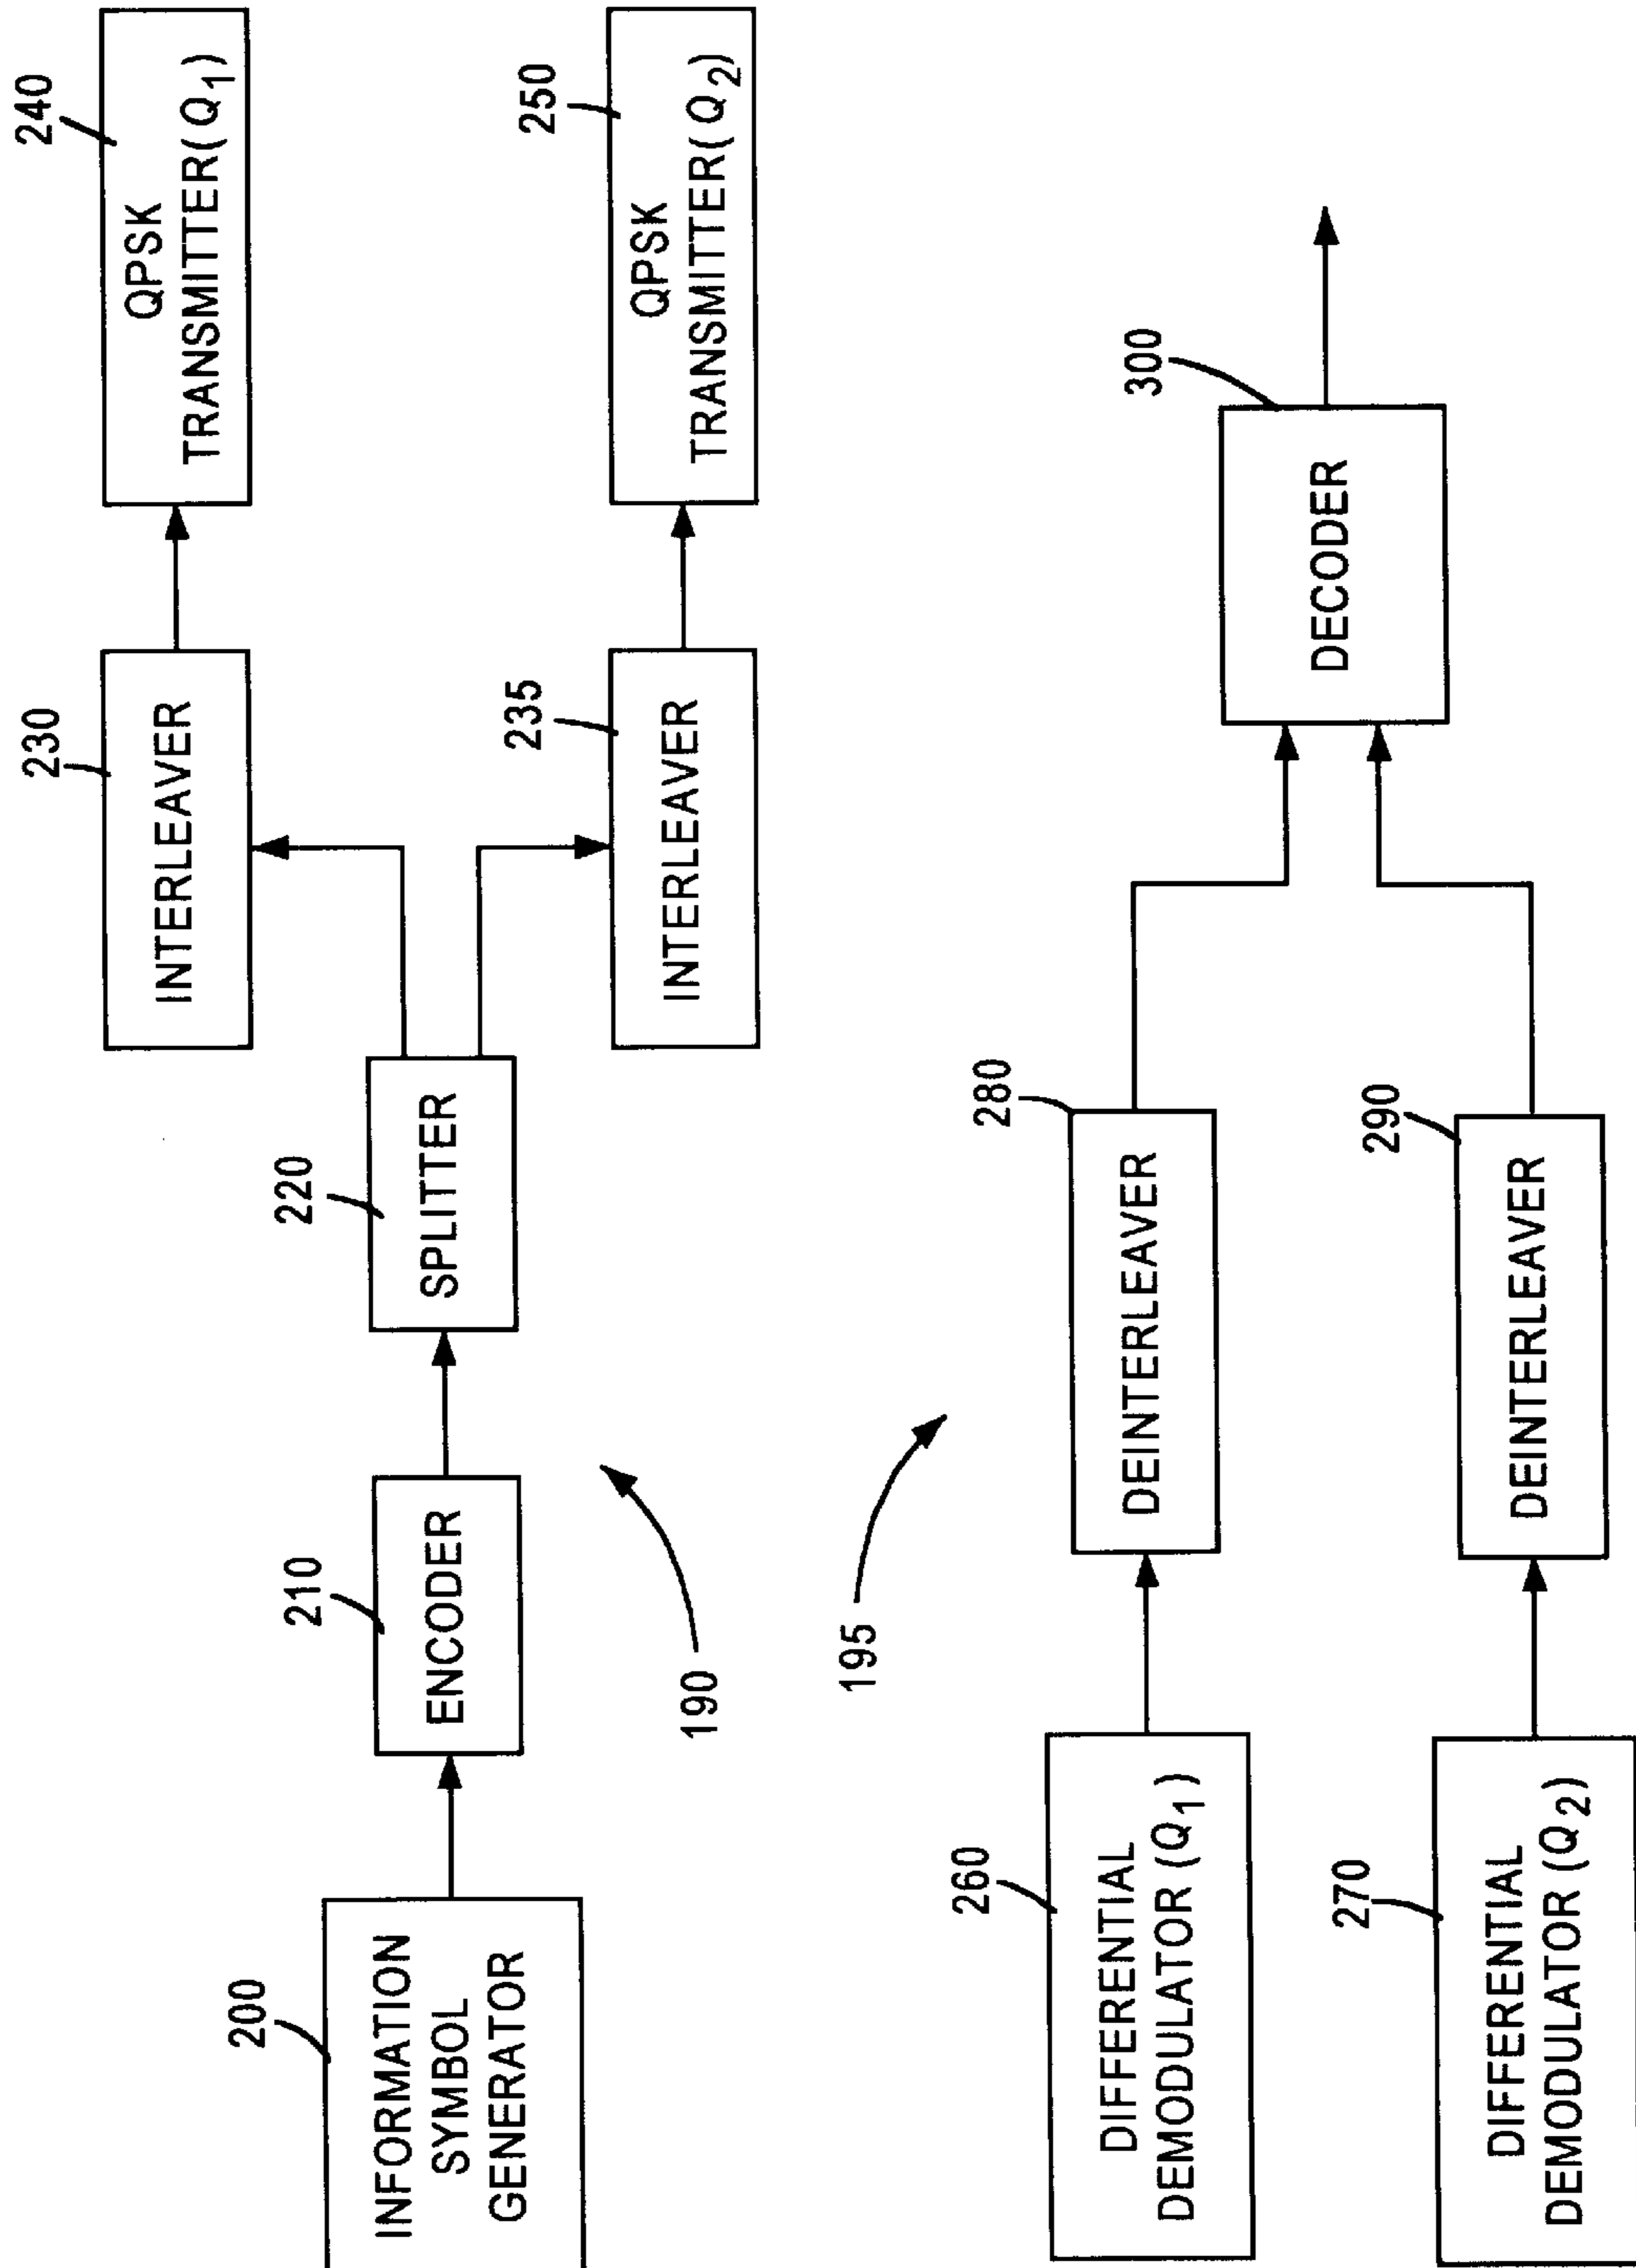 200
INFORMATION
SYMBOL
GENERATOR
210
ENCODER
220
SPLITTER
230
INTERLEAVER
240
QPSK
TRANSMITTER(Q₁)
235
INTERLEAVER
250
QPSK
TRANSMITTER(Q₂)
190
195
260
DIFFERENTIAL
DEMODULATOR (Q₁)
280
DEINTERLEAVER
270
DIFFERENTIAL
DEMODULATOR (Q₂)
290
DEINTERLEAVER
300
DECODER